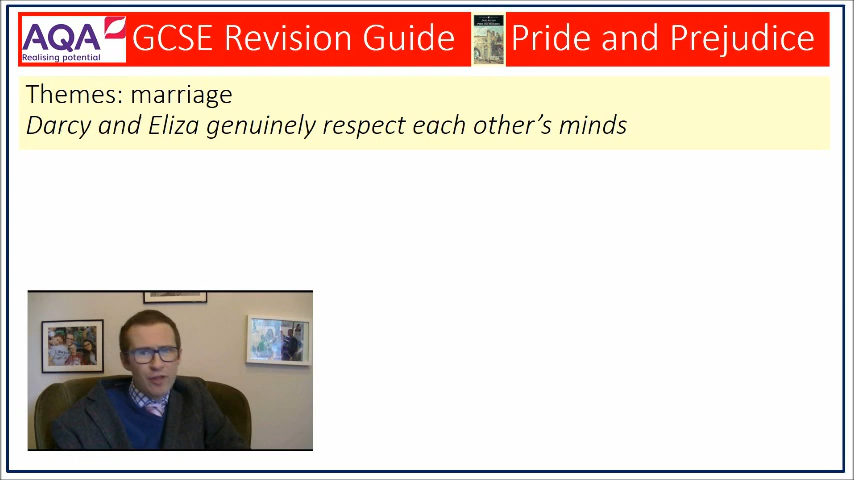 AQA
Realising potential
GCSE Revision Guide
Pride and Prejudice
Themes: marriage
Darcy and Eliza genuinely respect each other's minds